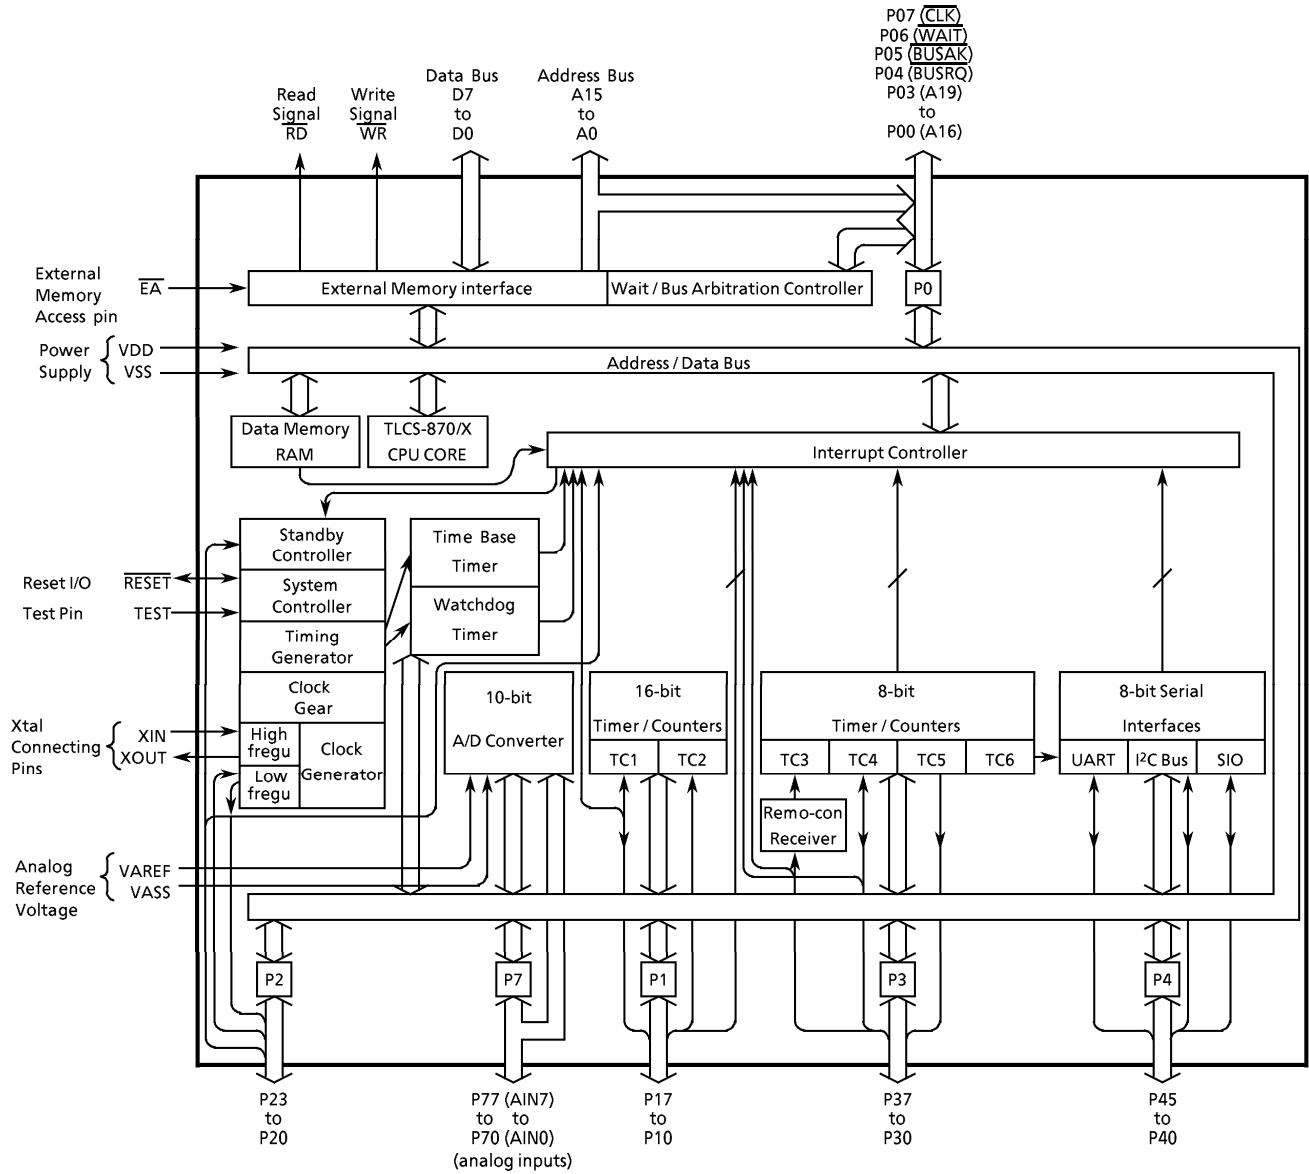 P07 (CLK)
P06 (WAIT)
P05 (BUSAK)
P04 (BUSRQ)
P03 (A19)
to
P00 (A16)
Data Bus
D7
to
D0
Address Bus
A15
to
A0
Read
Signal
RD
Write
Signal
WR
External
Memory
Access pin
EA
External Memory interface
Wait / Bus Arbitration Controller
P0
Power
Supply
VDD
VSS
Address / Data Bus
Data Memory
RAM
TLCS-870/X
CPU CORE
Interrupt Controller
Standby
Controller
Time Base
Timer
Reset I/O
RESET
System
Controller
Test Pin
TEST
Watchdog
Timer
Timing
Generator
Clock
Gear
Xtal
Connecting
Pins
XIN
XOUT
High
frequ
Low
frequ
Clock
Generator
10-bit
A/D Converter
16-bit
Timer / Counters
TC1
TC2
8-bit
Timer / Counters
TC3
TC4
TC5
TC6
8-bit Serial
Interfaces
UART
I²C Bus
SIO
Remo-con
Receiver
Analog
Reference
Voltage
VAREF
VASS
P2
P7
P1
P3
P4
P23
to
P20
P77 (AIN7)
to to
P70 (AIN0)
(analog inputs)
P17
to
P10
P37
to
P30
P45
to
P40